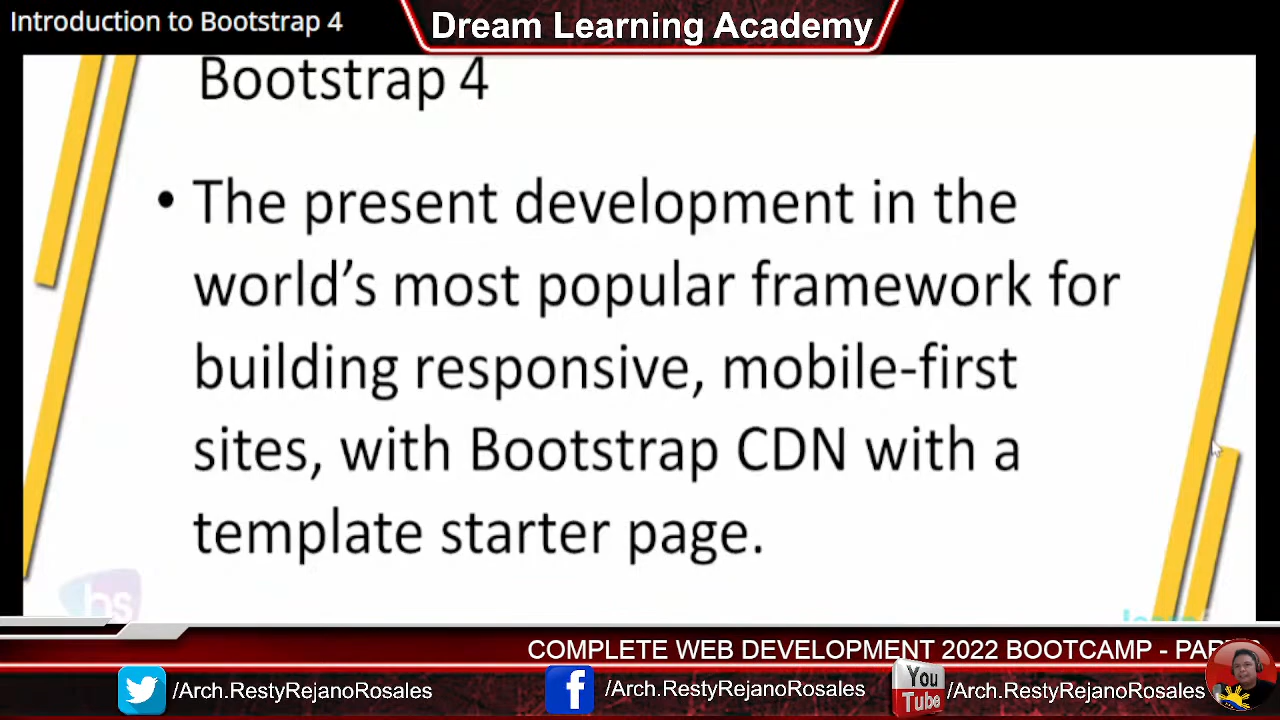 Introduction to Bootstrap 4
Dream Learning Academy
Bootstrap 4
• The present development in the
world's most popular framework for
building responsive, mobile-first
sites, with Bootstrap CDN with a
template starter page.
bs
COMPLETE WEB DEVELOPMENT 2022 BOOTCAMP -
/Arch.RestyRejanoRosales
/Arch.RestyRejanoRosales
You
Tube
/Arch.RestyRejanoRosales